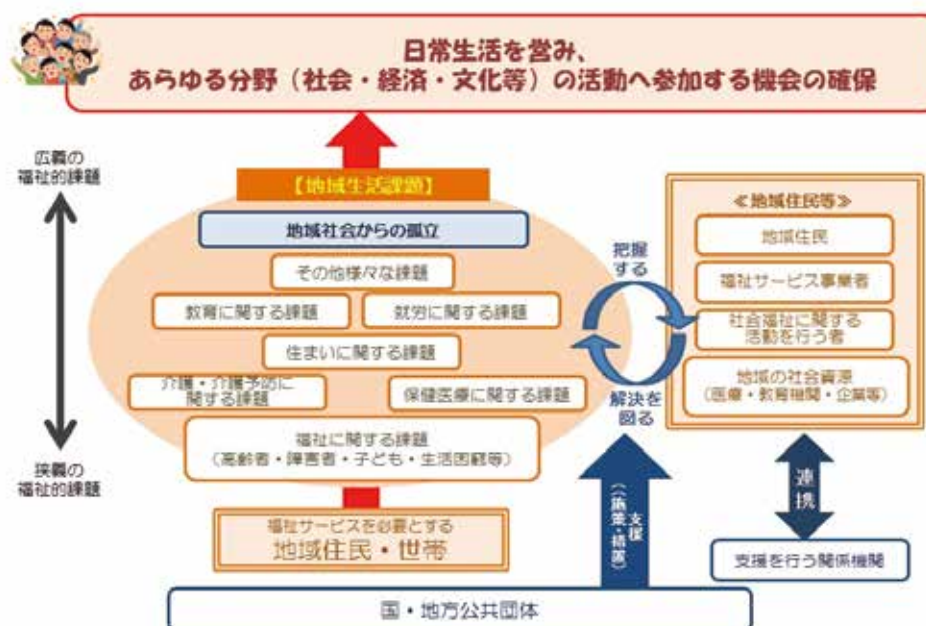 日常生活を営み、
あらゆる分野（社会・経済・文化等）の活動へ参加する機会の確保
広義の
福祉的課題
【地域生活課題】
地域社会からの孤立
その他様々な課題
教育に関する課題
就労に関する課題
住まいに関する課題
介護・介護予防に
関する課題
保健医療に関する課題
福祉に関する課題
（高齢者・障害者・子ども・生活困窮等）
狭義の
福祉的課題
福祉サービスを必要とする
地域住民・世帯
把握
する
解決を
図る
≪地域住民等≫
地域住民
福祉サービス事業者
社会福祉に関する
活動を行う者
地域の社会資源
（医療・教育機関・企業等）
支援
（施策・措置）
連携
支援を行う関係機関
国・地方公共団体